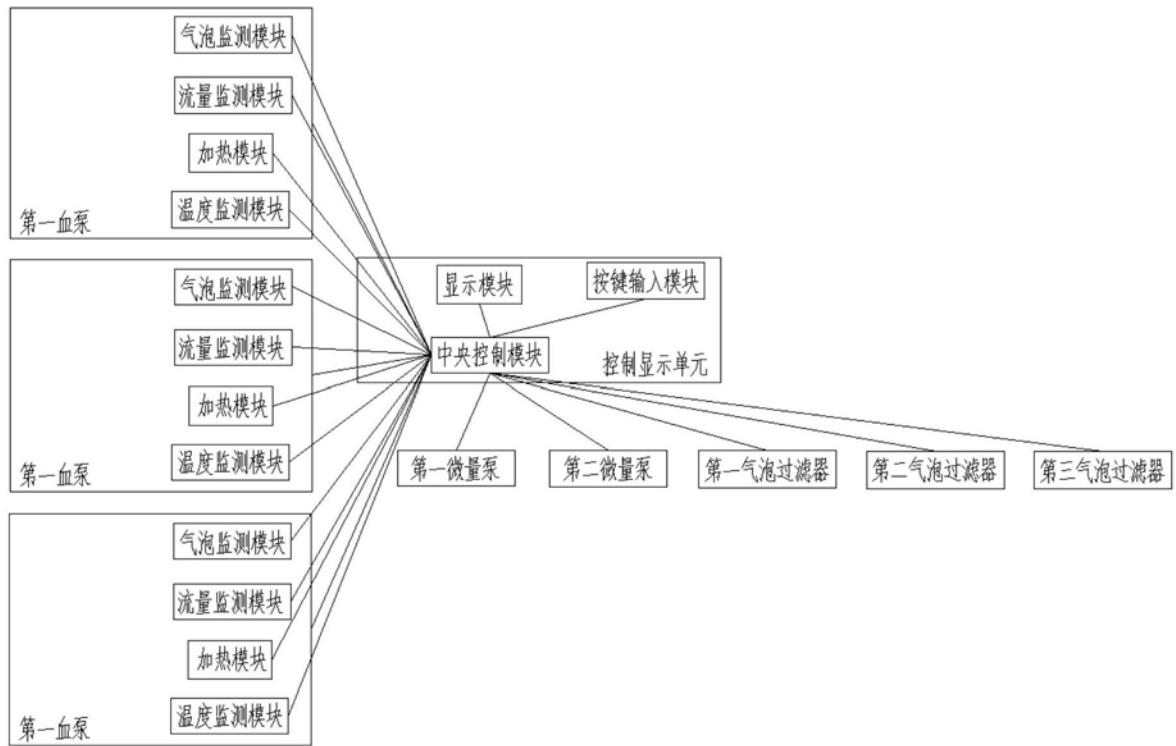 气泡监测模块
流量监测模块
加热模块
温度监测模块
第一血泵
气泡监测模块
流量监测模块
加热模块
温度监测模块
第一血泵
气泡监测模块
流量监测模块
加热模块
温度监测模块
第一血泵
显示模块
按键输入模块
中央控制模块
控制显示单元
第一微量泵
第二微量泵
第一气泡过滤器
第二气泡过滤器
第三气泡过滤器